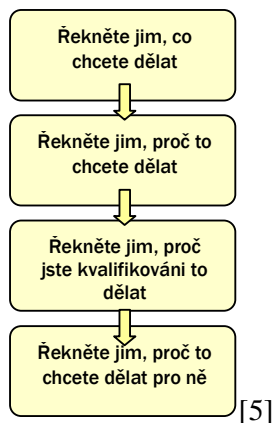 Řekněte jim, co
chcete dělat
Řekněte jim, proč to
chcete dělat
Řekněte jim, proč
jste kvalifikováni to
dělat
Řekněte jim, proč to
chcete dělat pro ně
[5]